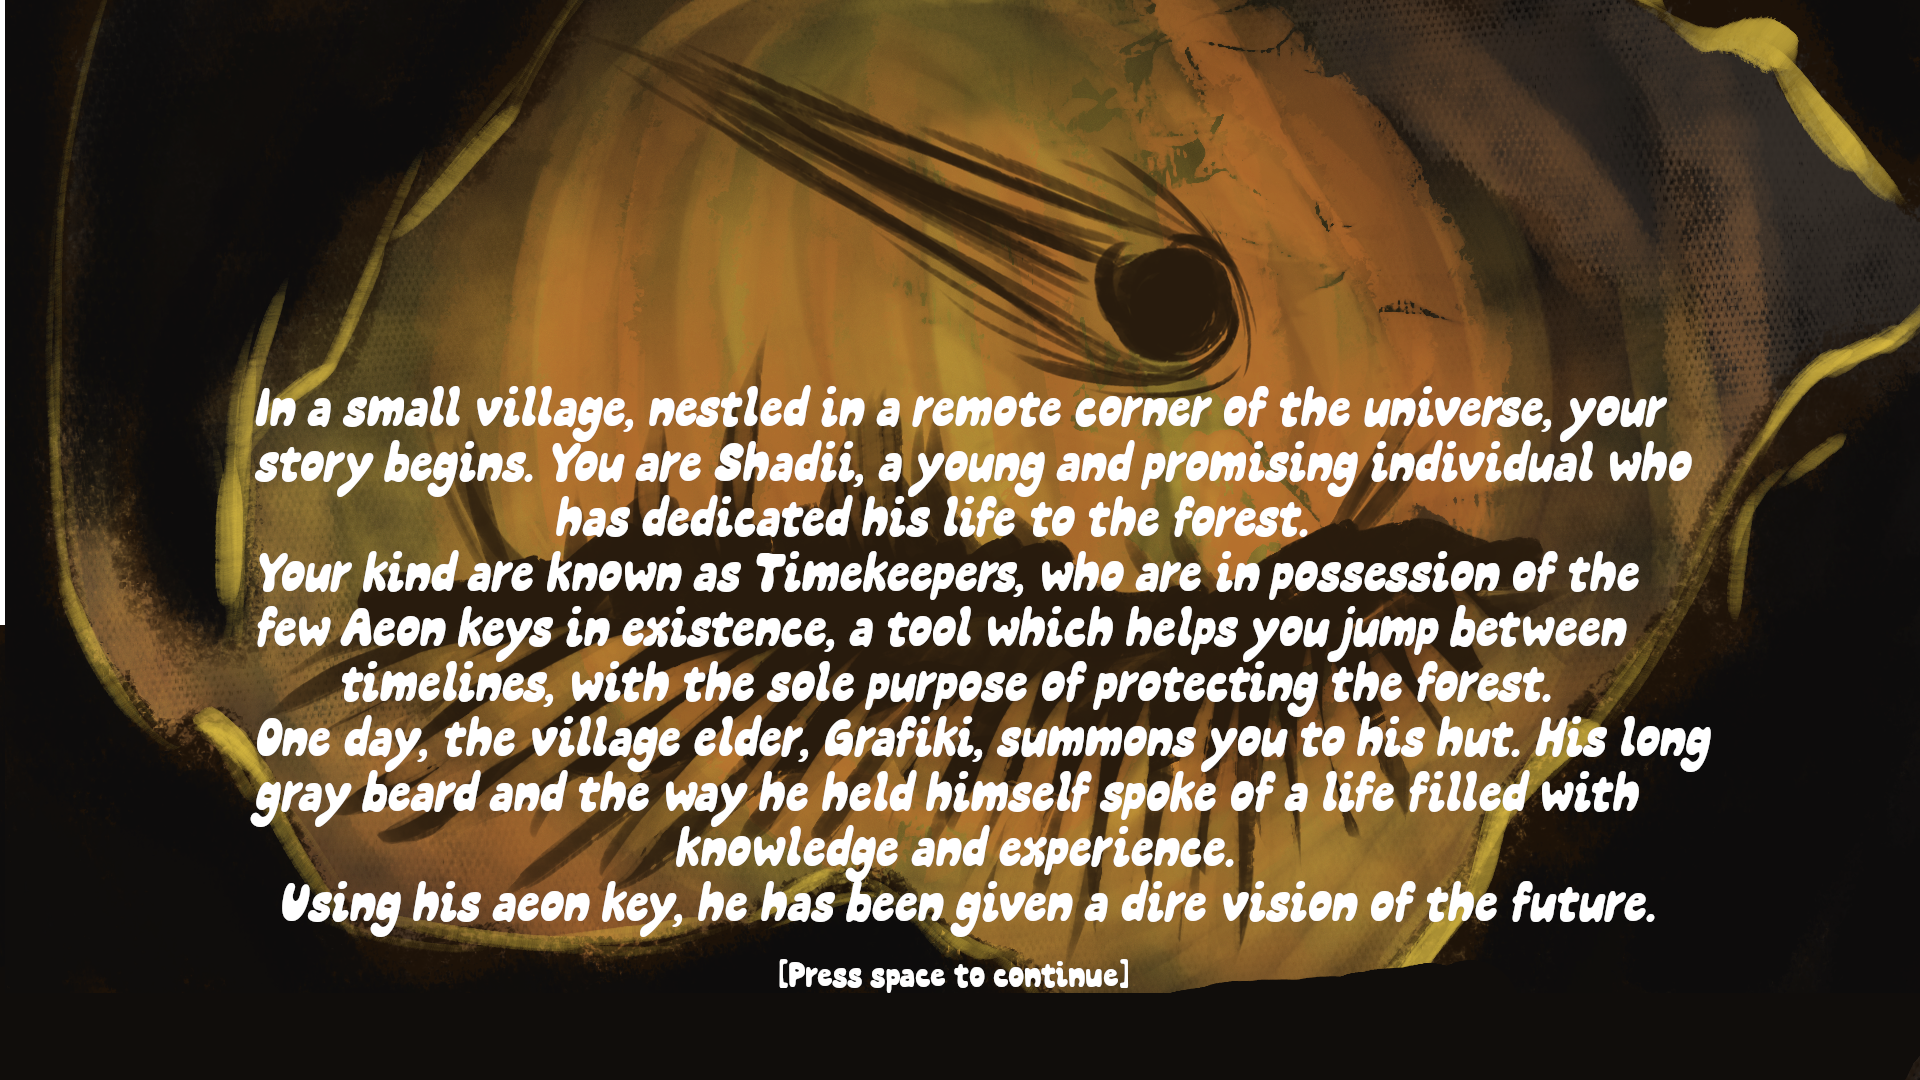 In a small village, nestled in a remote corner of the universe, your
story begins. You are Shadii, a young and promising individual who
has dedicated his life to the forest.
Your kind are known as Timekeepers, who are in possession of the
few Aeon keys in existence, a tool which helps you jump between
timelines, with the sole purpose of protecting the forest.
One day, the village elder, Grafiki, summons you to his hut. His long
gray beard and the way he held himself spoke of a life filled with
knowledge and experience.
Using his aeon key, he has been given a dire vision of the future.
[Press space to continue]